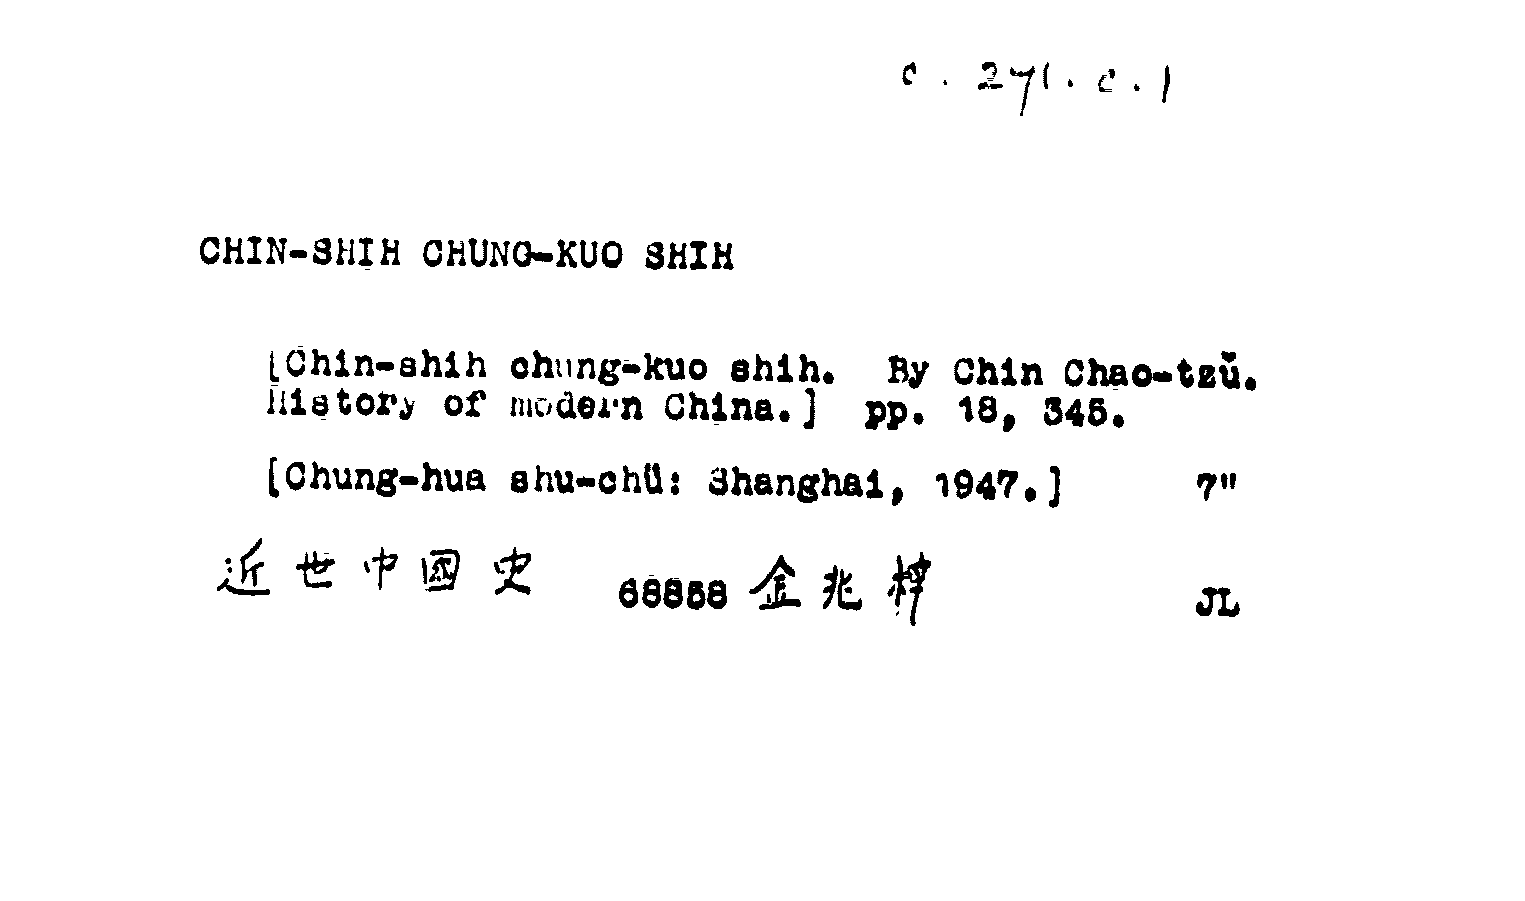 c. 271. c. 1
CHIN-SHIH CHUNG-KUO SHIH
[Chin-shih chung-kuo shih. By Chin Chao-tzŭ.
History of modern China.] pp. 18, 345.
[Chung-hua shu-chü: Shanghai, 1947.] 7"
近世中國史 68858 金兆梓 JL